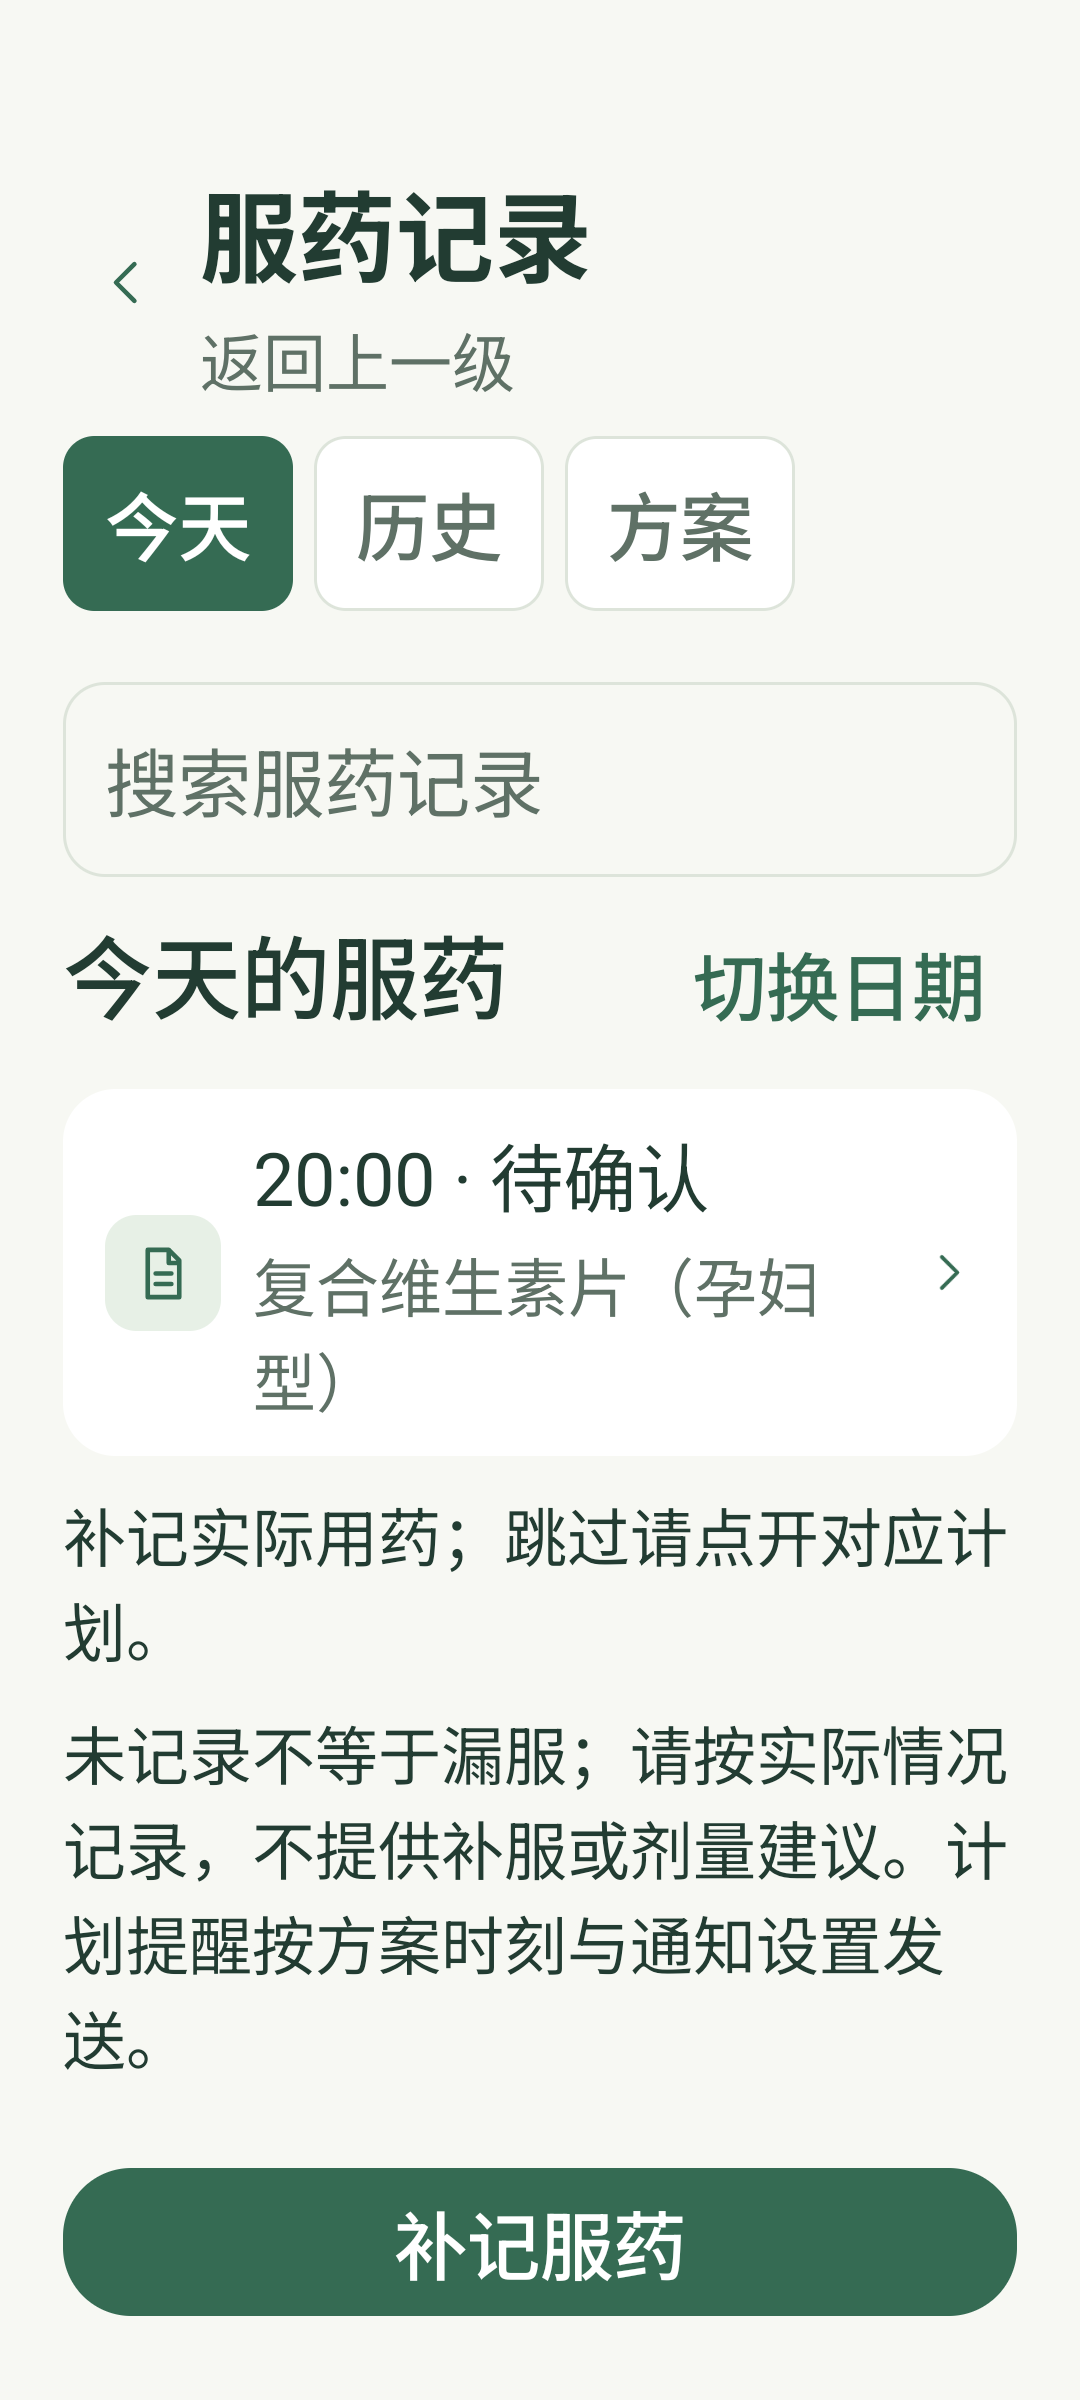 服药记录
返回上一级
今天
历史
方案
搜索服药记录
今天的服药
切换日期
20:00 · 待确认
复合维生素片（孕妇
型）
补记实际用药；跳过请点开对应计
划。
未记录不等于漏服；请按实际情况
记录，不提供补服或剂量建议。计
划提醒按方案时刻与通知设置发
送。
补记服药